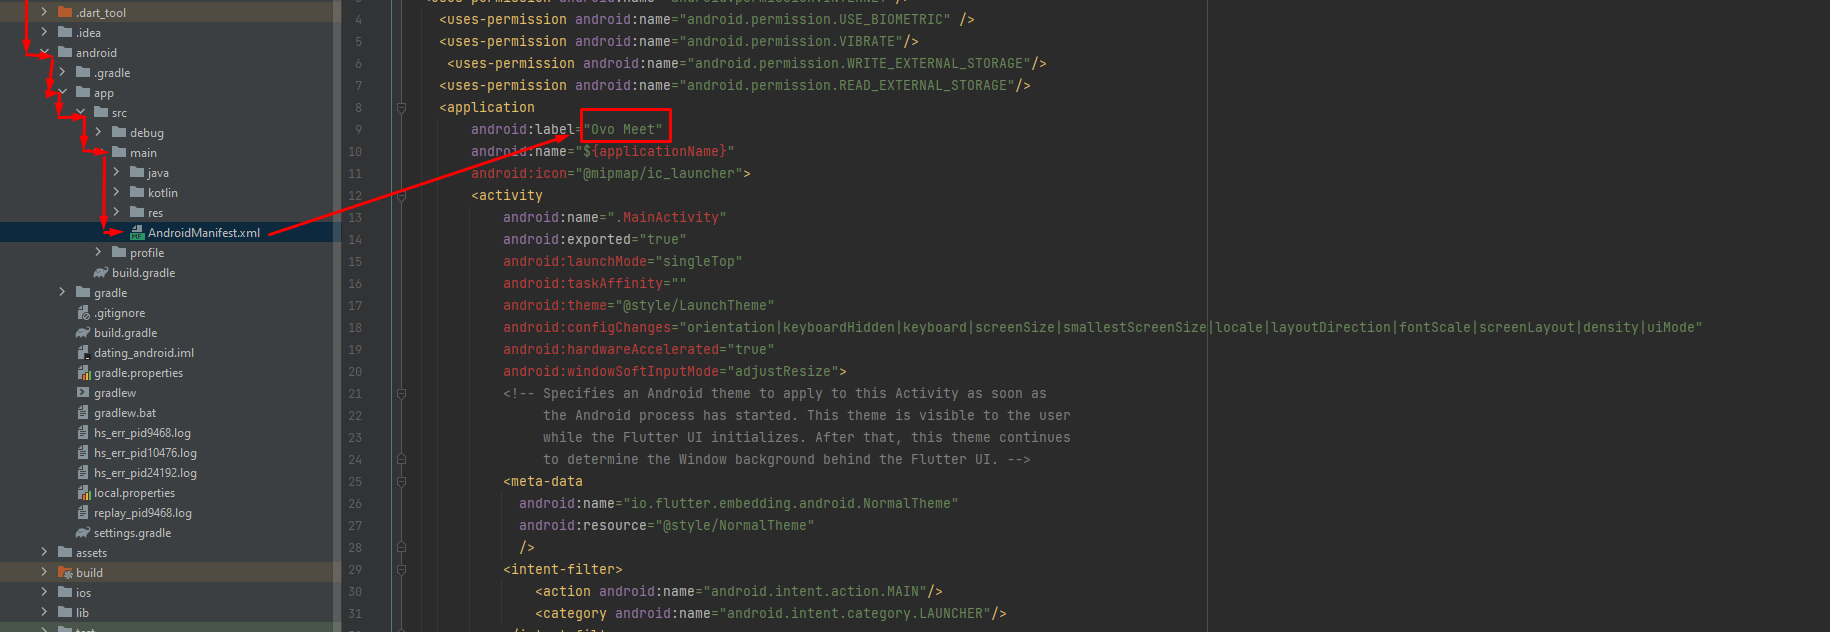 .dart_tool
.idea
android
.gradle
app
src
debug
main
java
kotlin
res
AndroidManifest.xml
profile
build.gradle
gradle
.gitignore
build.gradle
dating_android.iml
gradle.properties
gradlew
gradlew.bat
hs_err_pid9468.log
hs_err_pid10476.log
hs_err_pid24192.log
local.properties
replay_pid9468.log
settings.gradle
assets
build
ios
lib
4 <uses-permission android:name="android.permission.USE_BIOMETRIC" />
5 <uses-permission android:name="android.permission.VIBRATE"/>
6 <uses-permission android:name="android.permission.WRITE_EXTERNAL_STORAGE"/>
7 <uses-permission android:name="android.permission.READ_EXTERNAL_STORAGE"/>
8 <application
9 android:label="Ovo Meet"
10 android:name="${applicationName}"
11 android:icon="@mipmap/ic_launcher">
12 <activity
13 android:name=".MainActivity"
14 android:exported="true"
15 android:launchMode="singleTop"
16 android:taskAffinity=""
17 android:theme="@style/LaunchTheme"
18 android:configChanges="orientation|keyboardHidden|keyboard|screenSize|smallestScreenSize|locale|layoutDirection|fontScale|screenLayout|density|uiMode"
19 android:hardwareAccelerated="true"
20 android:windowSoftInputMode="adjustResize">
21 <!-- Specifies an Android theme to apply to this Activity as soon as
22 the Android process has started. This theme is visible to the user
23 while the Flutter UI initializes. After that, this theme continues
24 to determine the Window background behind the Flutter UI. -->
25 <meta-data
26 android:name="io.flutter.embedding.android.NormalTheme"
27 android:resource="@style/NormalTheme"
28 />
29 <intent-filter>
30 <action android:name="android.intent.action.MAIN"/>
31 <category android:name="android.intent.category.LAUNCHER"/>